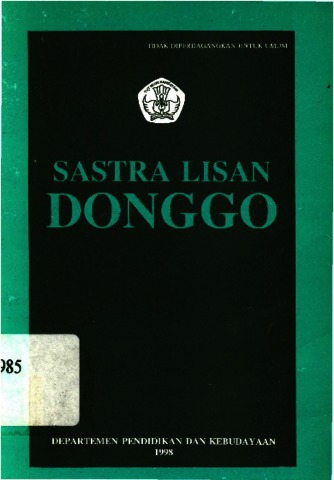 TIDAK DIPERDAGANGKAN UNTUK UMUM
SASTRA LISAN
DONGGO
985
DEPARTEMEN PENDIDIKAN DAN KEBUDAYAAN
1998